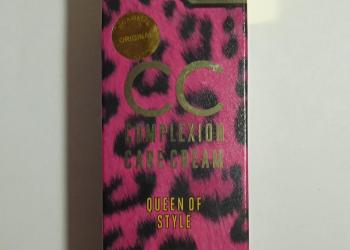 ORIGINAL
CC
COMPLEXION
CARE CREAM
QUEEN OF
STYLE